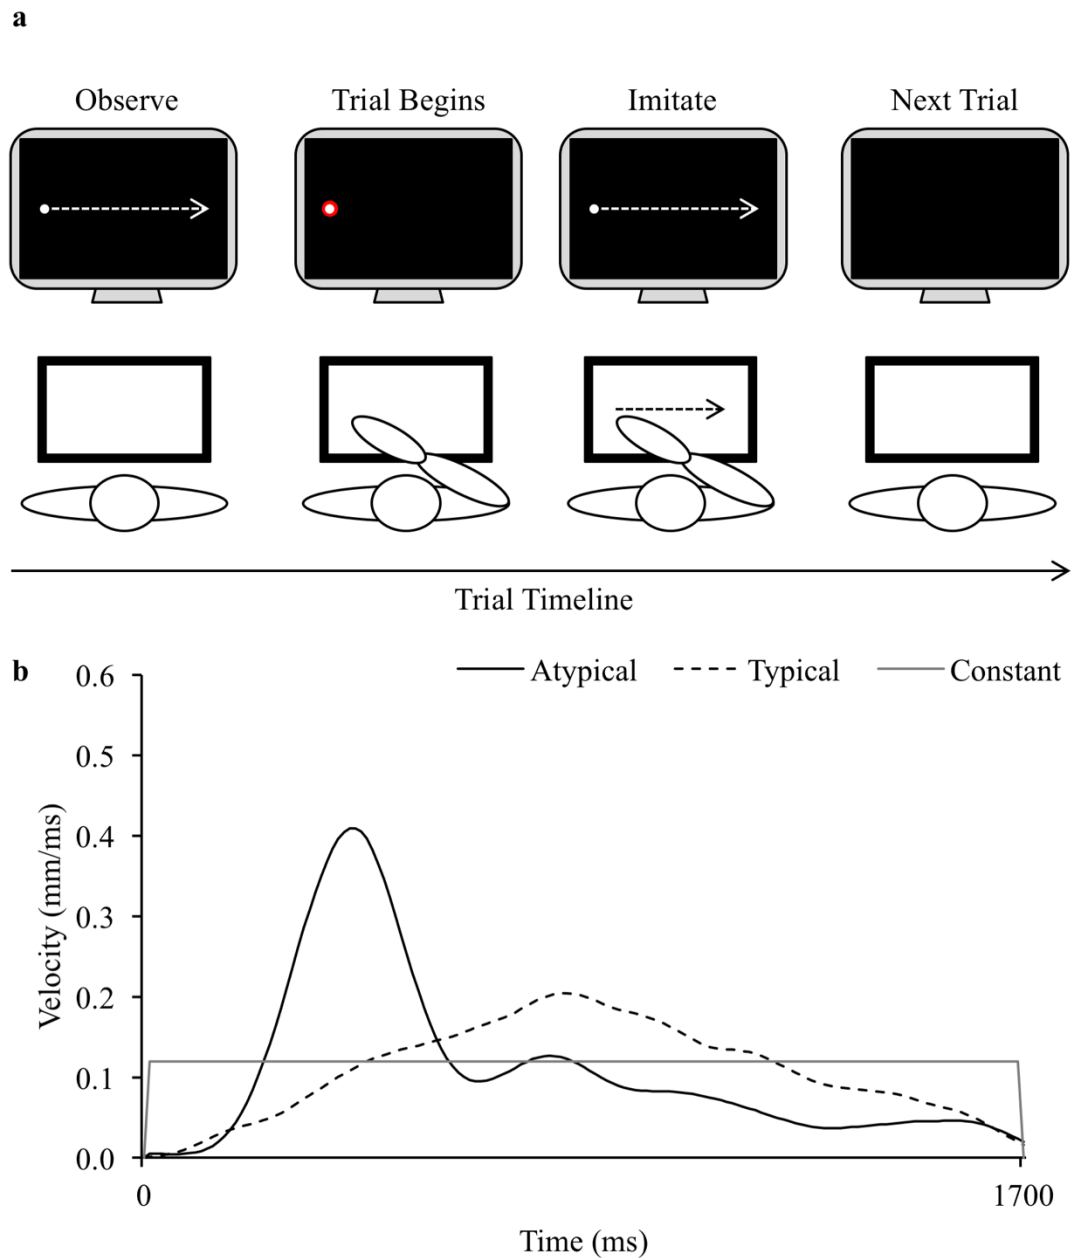 a
Observe Trial Begins Imitate Next Trial
Trial Timeline
b
Atypical Typical Constant
Velocity (mm/ms)
0.6
0.5
0.4
0.3
0.2
0.1
0.0
0 1700
Time (ms)